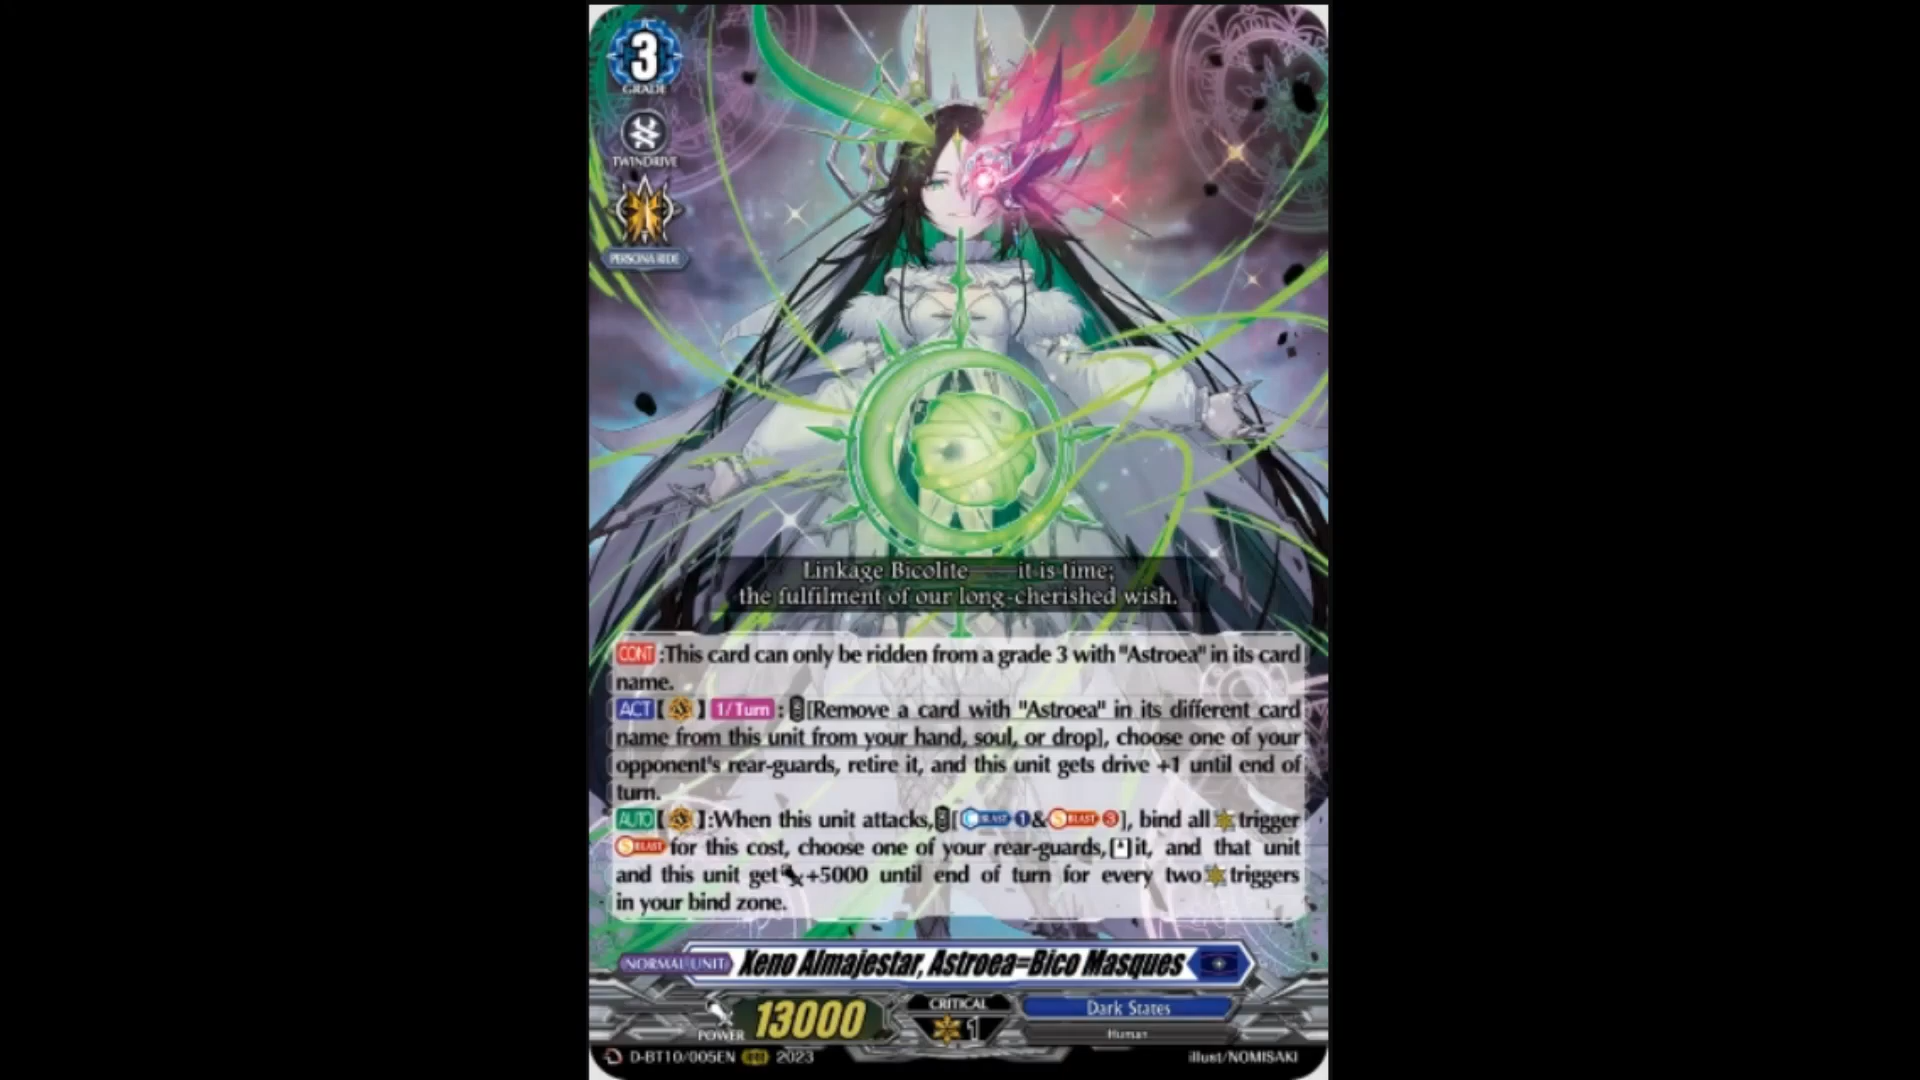 3
GRADE
TWINDRIVE
PERSONA RIDE
Linkage Bicolite——it is time;
the fulfilment of our long-cherished wish.
CONT:This card can only be ridden from a grade 3 with "Astroea" in its card
name.
ACT【 】1/Turn:[Remove a card with "Astroea" in its different card
name from this unit from your hand, soul, or drop], choose one of your
opponent's rear-guards, retire it, and this unit gets drive +1 until end of
turn.
AUTO【 】:When this unit attacks, [C BLAST 1 & S BLAST 3], bind all trigger
S BLAST for this cost, choose one of your rear-guards, [ ] it, and that unit
and this unit get +5000 until end of turn for every two triggers
in your bind zone.
NORMAL UNIT Xeno Almajestar, Astroea=Bico Masques
POWER 13000 CRITICAL 1 Dark States
Human
D-BT10/005EN RRR 2023 illust/NOMISAKI